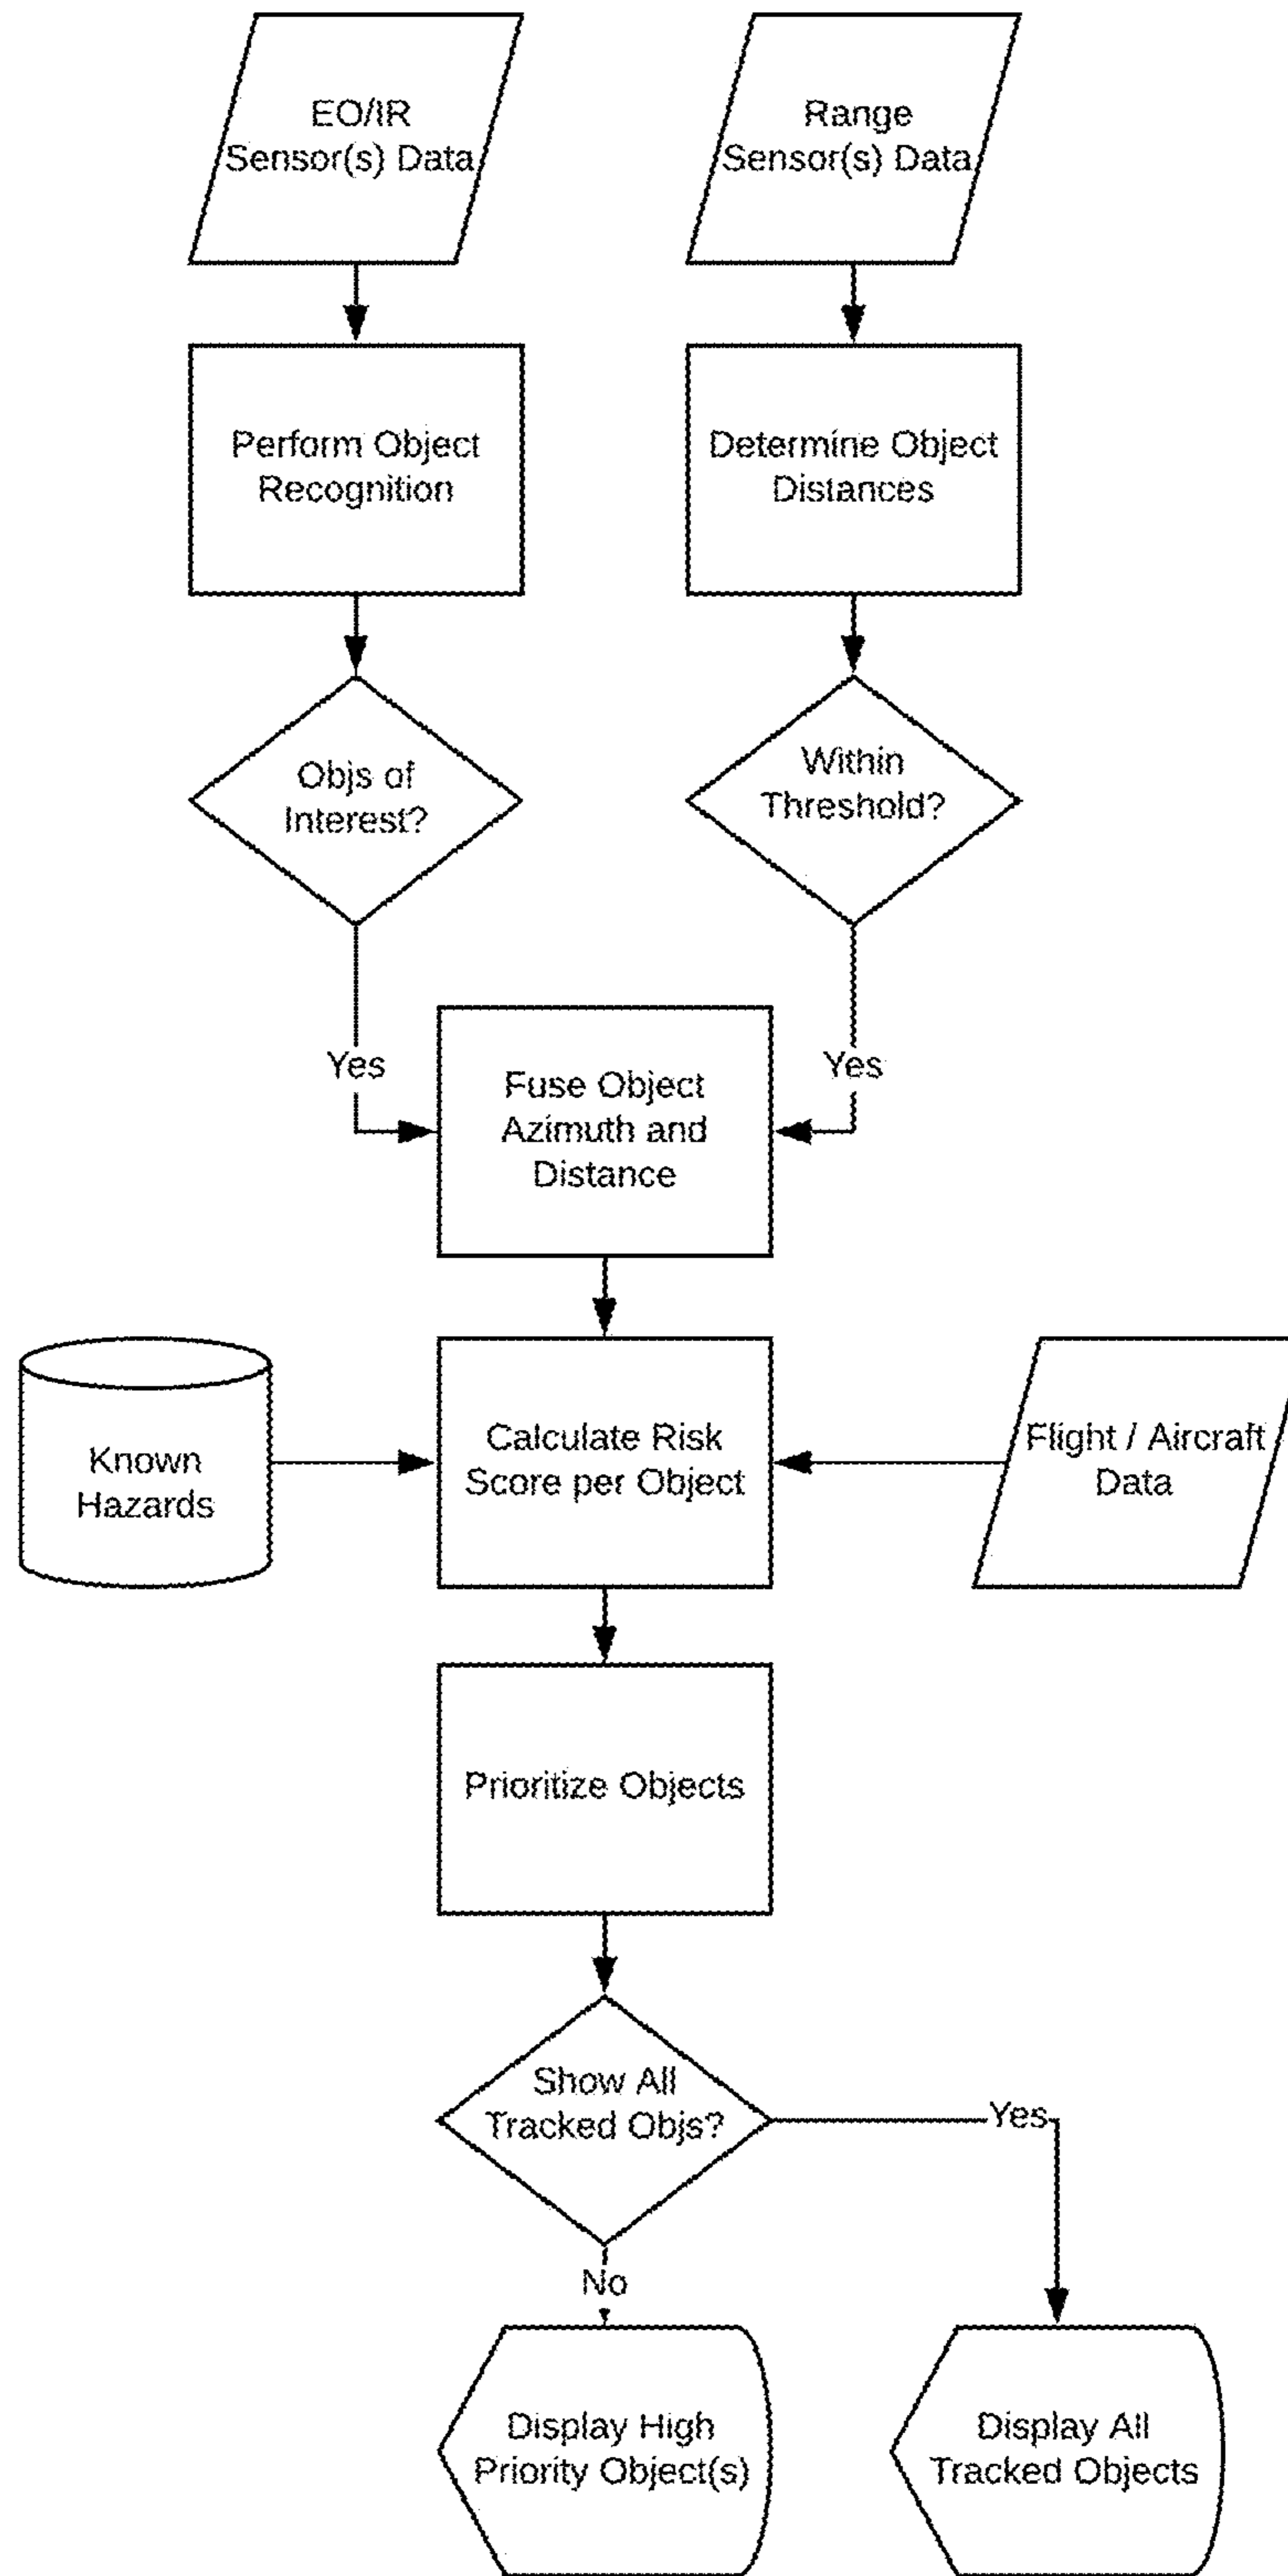 EO/IR
Sensor(s) Data
Range
Sensor(s) Data
Perform Object
Recognition
Determine Object
Distances
Objs of
Interest?
Within
Threshold?
Yes
Yes
Fuse Object
Azimuth and
Distance
Known
Hazards
Calculate Risk
Score per Object
Flight / Aircraft
Data
Prioritize Objects
Show All
Tracked Objs?
Yes
No
Display High
Priority Object(s)
Display All
Tracked Objects